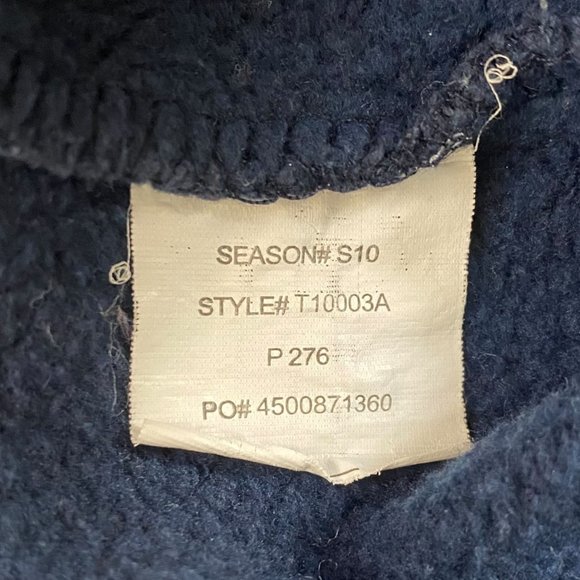 SEASON# S10
STYLE# T10003A
P 276
PO# 4500871360